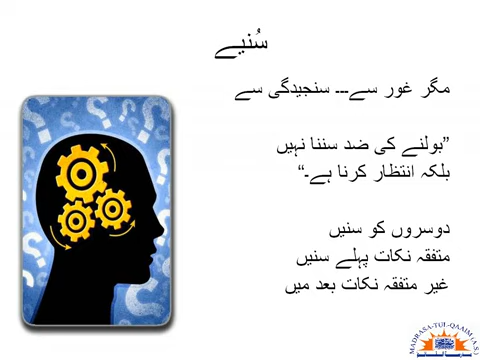 سُنیے
مگر غور سے۔۔۔ سنجیدگی سے
”بولنے کی ضد سننا نہیں
بلکہ انتظار کرنا ہے۔“
دوسروں کو سنیں
متفقہ نکات پہلے سنیں
غیر متفقہ نکات بعد میں
MADRASA-TUL-QAAIM (A.S)